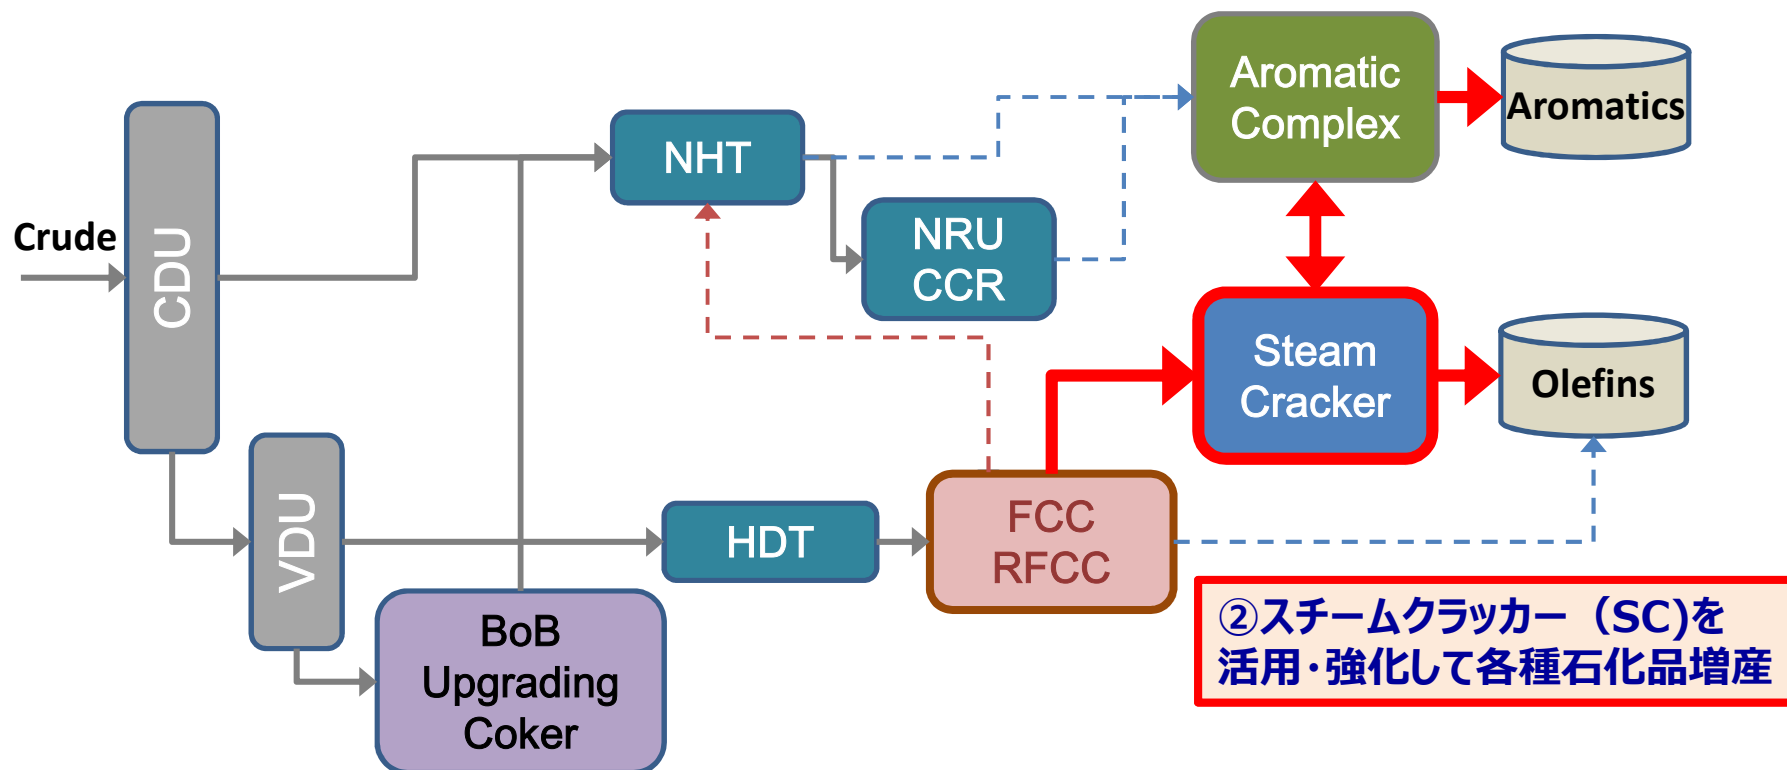 Crude
CDU
VDU
BoB
Upgrading
Coker
NHT
NRU
CCR
HDT
FCC
RFCC
Aromatic
Complex
Aromatics
Steam
Cracker
Olefins
②スチームクラッカー（SC)を
活用･強化して各種石化品増産